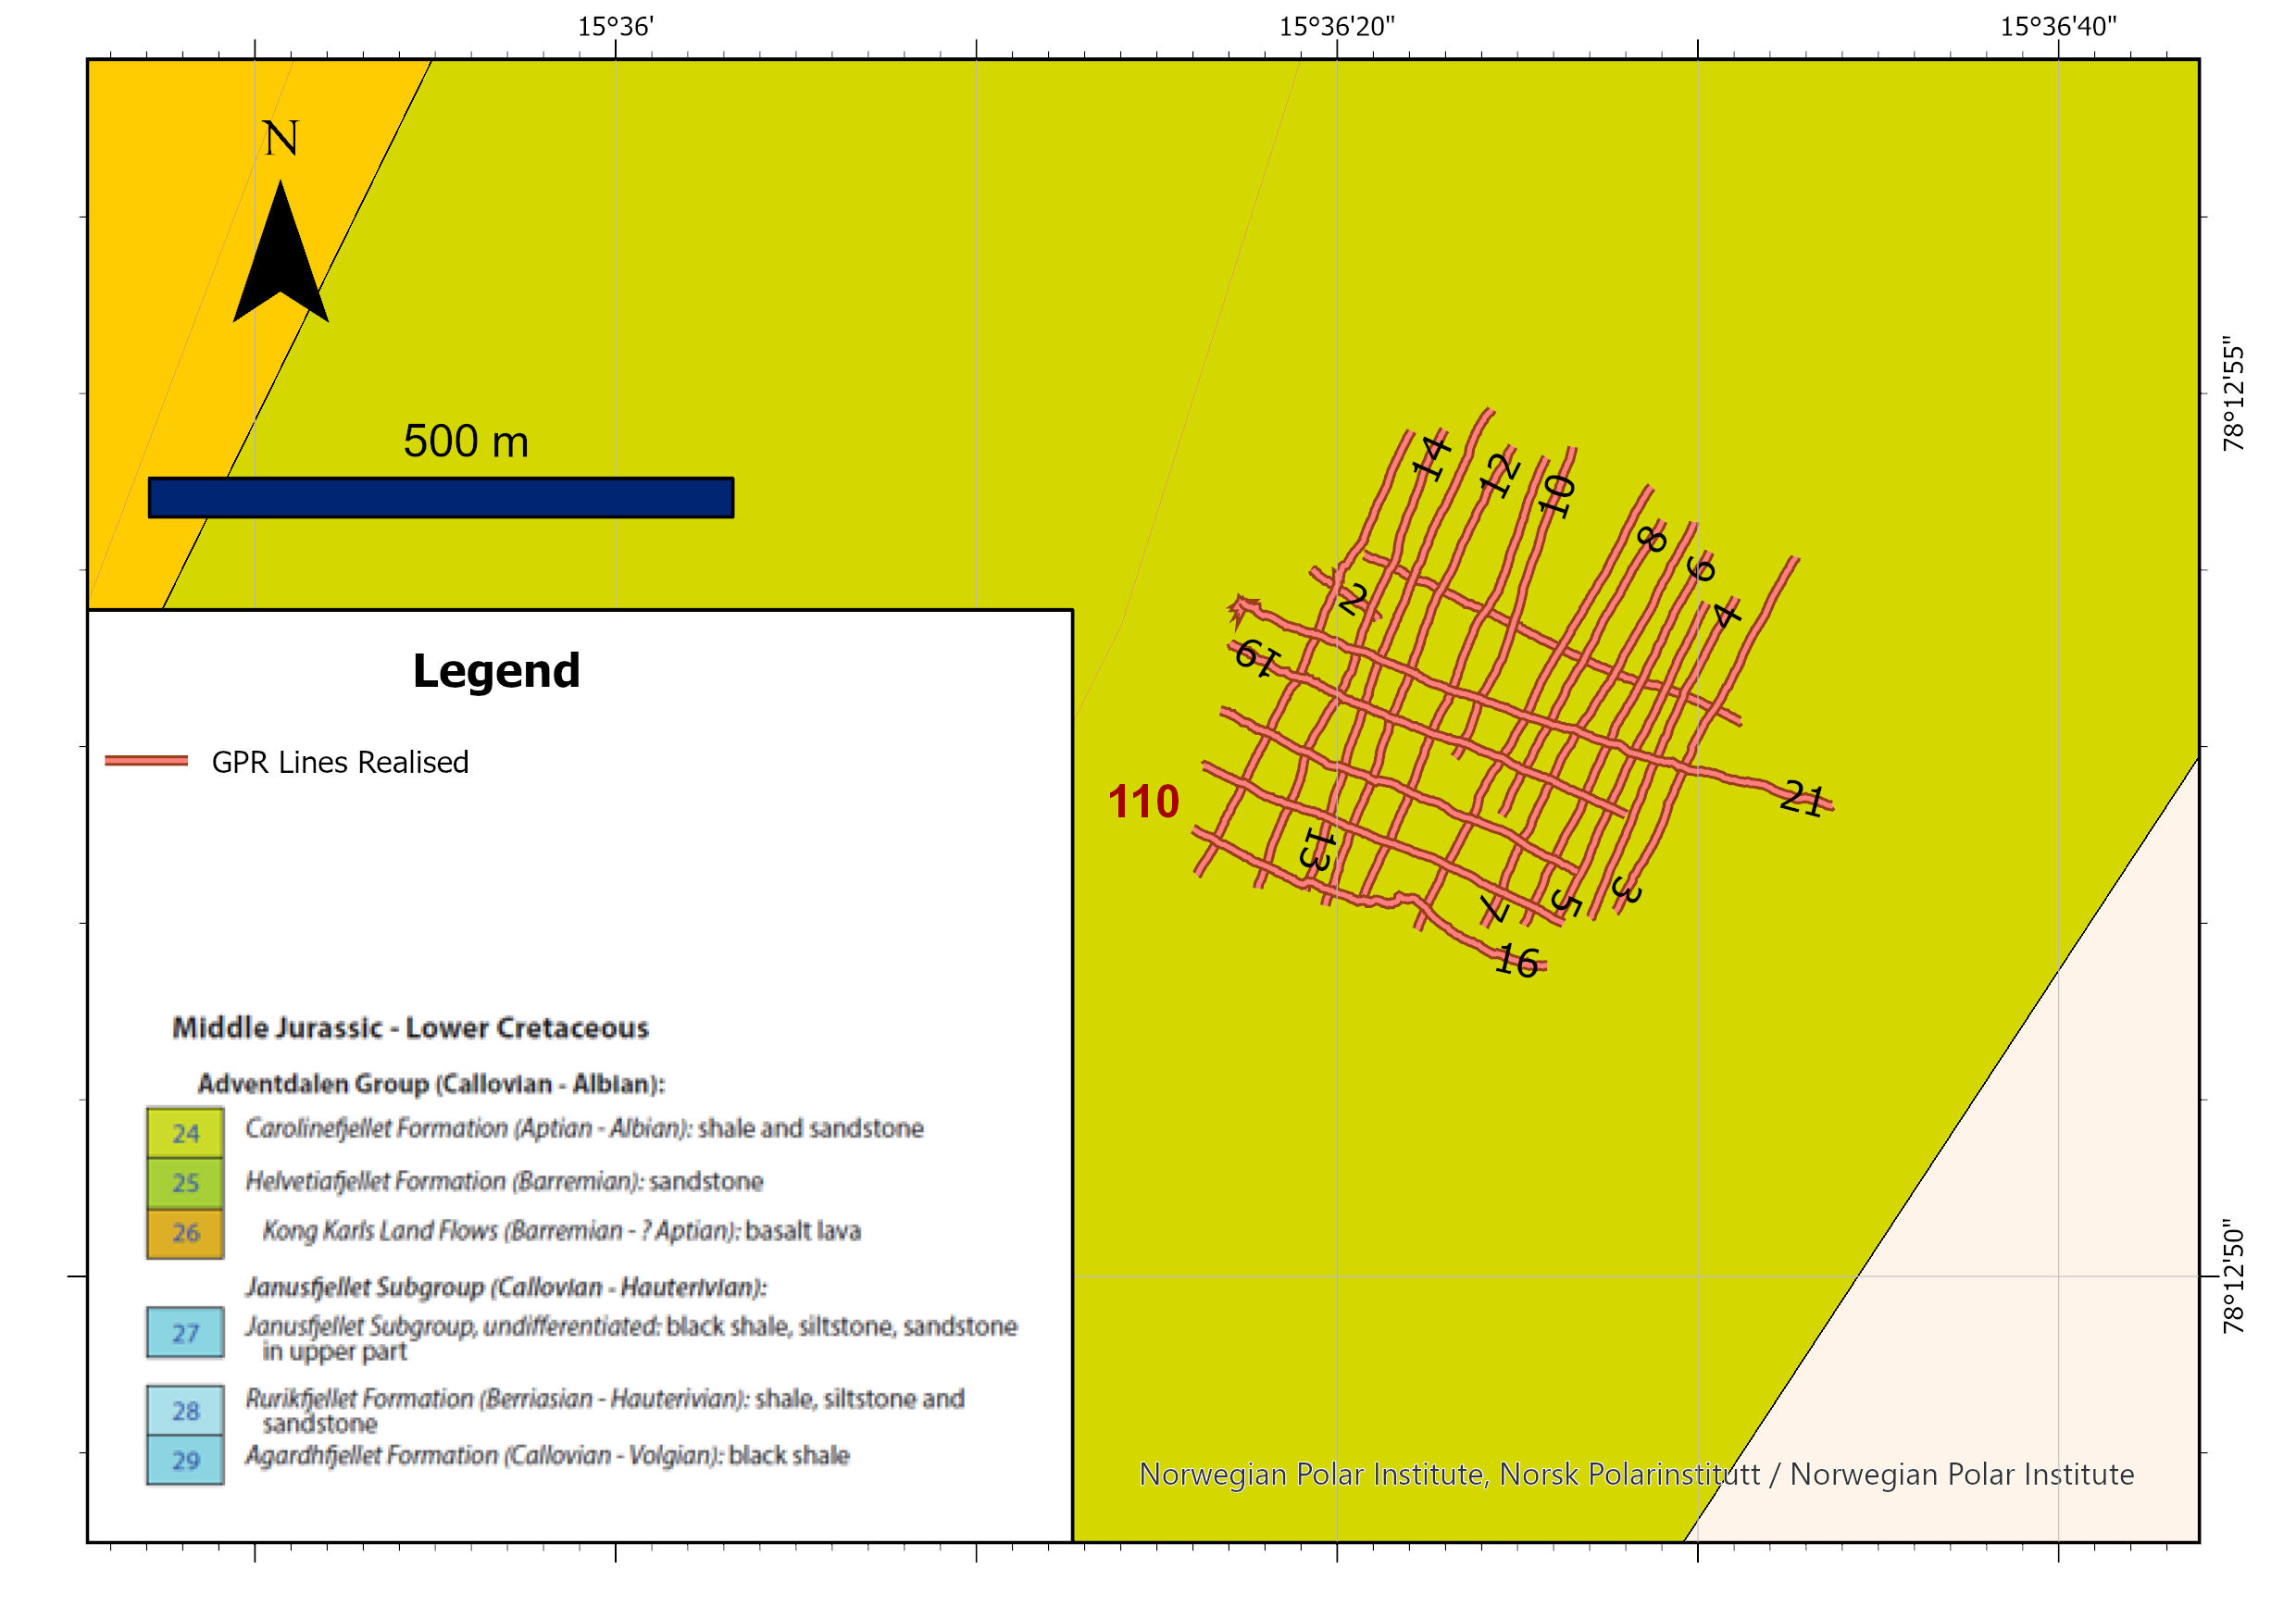 15°36'
15°36'20"
15°36'40"
N
500 m
78°12'55"
14
12
10
8
6
4
2
19
21
110
13
3
5
7
16
Legend
GPR Lines Realised
Middle Jurassic - Lower Cretaceous
Adventdalen Group (Callovian - Albian):
24 Carolinefjellet Formation (Aptian - Albian): shale and sandstone
25 Helvetiafjellet Formation (Barremian): sandstone
26 Kong Karls Land Flows (Barremian - ? Aptian): basalt lava
Janusfjellet Subgroup (Callovian - Hauterivian):
27 Janusfjellet Subgroup, undifferentiated: black shale, siltstone, sandstone
in upper part
28 Rurikfjellet Formation (Berriasian - Hauterivian): shale, siltstone and
sandstone
29 Agardhfjellet Formation (Callovian - Volgian): black shale
78°12'50"
Norwegian Polar Institute, Norsk Polarinstitutt / Norwegian Polar Institute